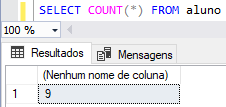 SELECT COUNT(*) FROM aluno
100 %
Resultados Mensagens
(Nenhum nome de coluna)
1 9